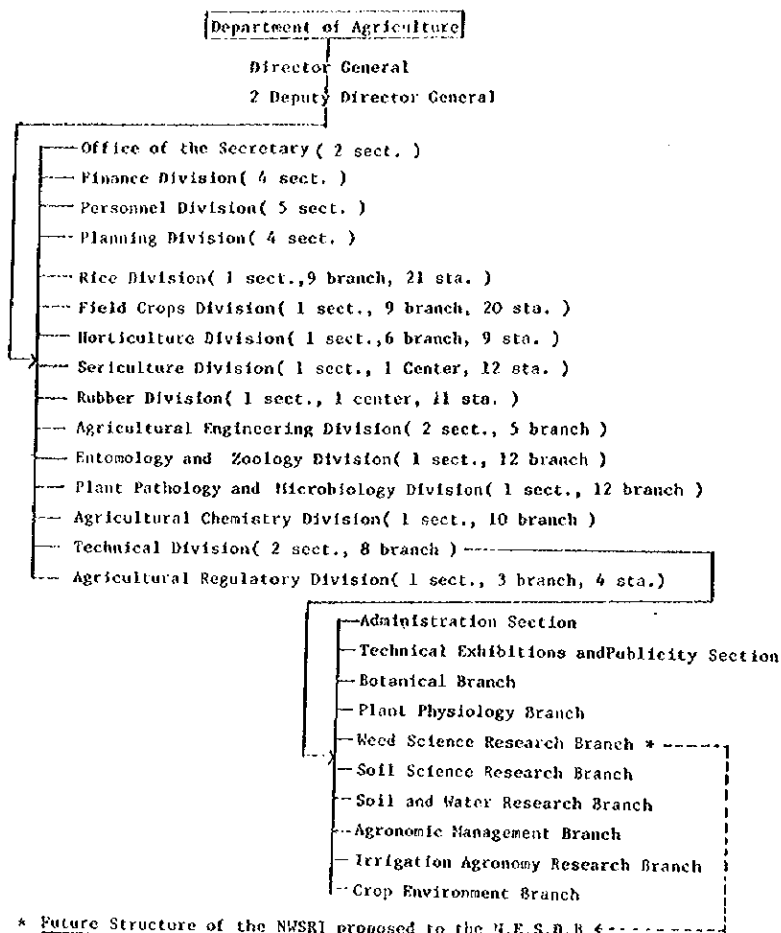 Department of Agriculture
Director General
2 Deputy Director General
Office of the Secretary ( 2 sect. )
Finance Division( 4 sect. )
Personnel Division( 5 sect. )
Planning Division( 4 sect. )
Rice Division( 1 sect.,9 branch, 21 sta. )
Field Crops Division( 1 sect., 9 branch, 20 sta. )
Horticulture Division( 1 sect.,6 branch, 9 sta. )
Sericulture Division( 1 sect., 1 Center, 12 sta. )
Rubber Division( 1 sect., 1 center, 11 sta. )
Agricultural Engineering Division( 2 sect., 5 branch )
Entomology and Zoology Division( 1 sect., 12 branch )
Plant Pathology and Microbiology Division( 1 sect., 12 branch )
Agricultural Chemistry Division( 1 sect., 10 branch )
Technical Division( 2 sect., 8 branch )
Agricultural Regulatory Division( 1 sect., 3 branch, 4 sta.)
Administration Section
Technical Exhibitions andPublicity Section
Botanical Branch
Plant Physiology Branch
Weed Science Research Branch *
Soil Science Research Branch
Soil and Water Research Branch
Agronomic Management Branch
Irrigation Agronomy Research Branch
Crop Environment Branch
* Future Structure of the NWSRI proposed to the N.E.S.D.B